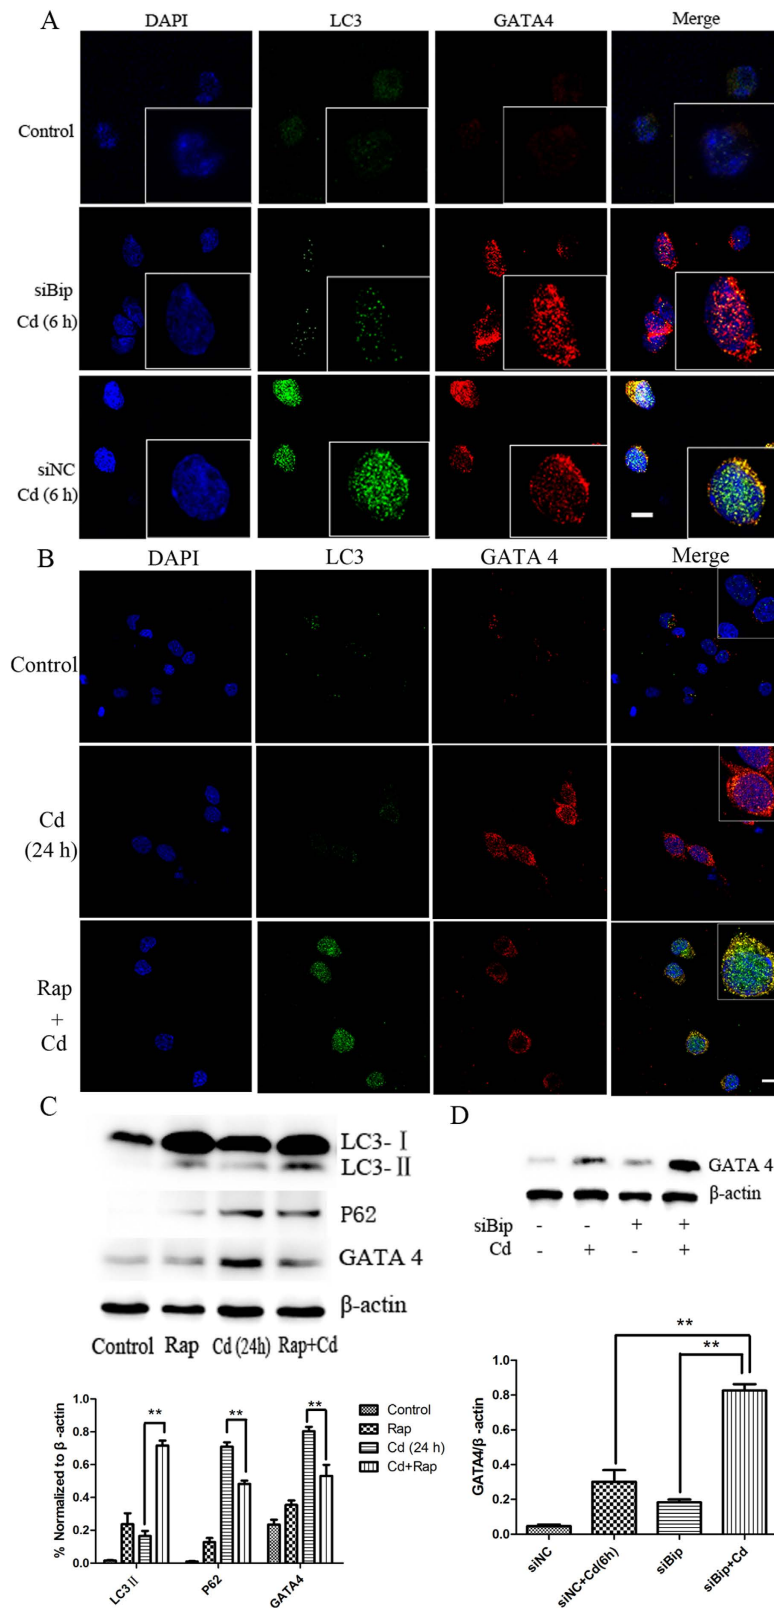 A
DAPI LC3 GATA4 Merge
Control
siBip
Cd (6 h)
siNC
Cd (6 h)
B
DAPI LC3 GATA 4 Merge
Control
Cd
(24 h)
Rap
+
Cd
C
LC3-Ⅰ
LC3-Ⅱ
P62
GATA 4
β-actin
Control Rap Cd (24h) Rap+Cd
% Normalized to β -actin
1.0
0.8
0.6
0.4
0.2
0.0
** ** **
LC3Ⅱ P62 GATA4
Control
Rap
Cd (24 h)
Cd+Rap
D
GATA 4
β-actin
siBip - - + +
Cd - + - +
GATA4/β -actin
1.0
0.8
0.6
0.4
0.2
0.0
**
**
siNC siNC+Cd(6h) siBip siBip+Cd